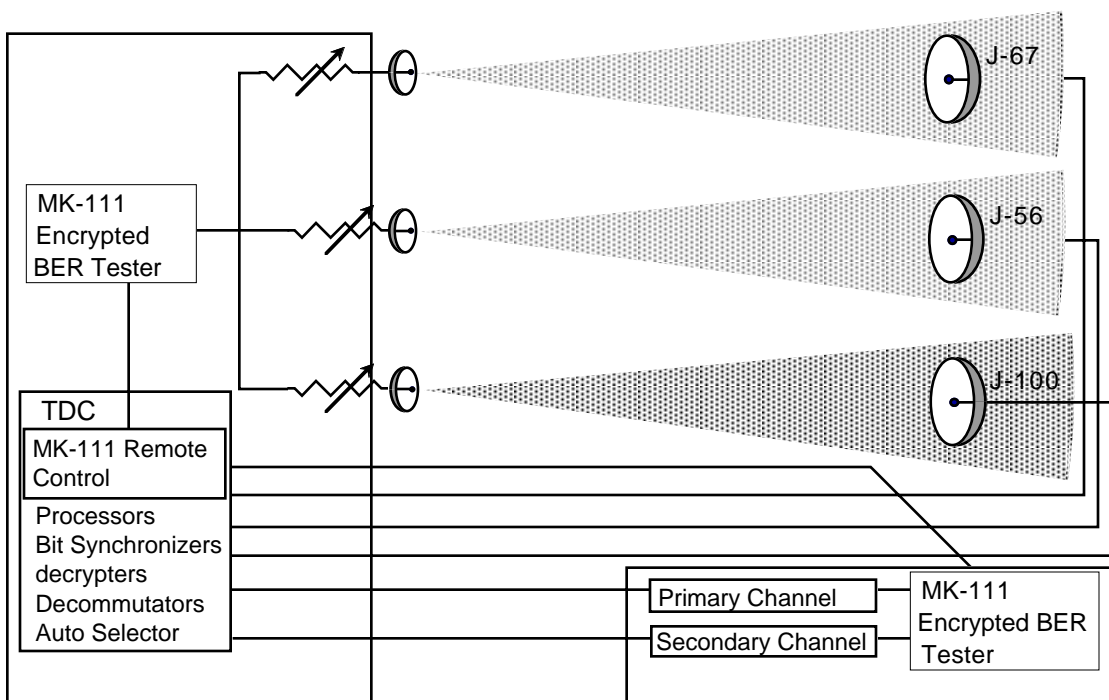 J-67
MK-111
Encrypted
BER Tester
J-56
J-100
TDC
MK-111 Remote
Control
Processors
Bit Synchronizers
decrypters
Decommutators
Auto Selector
Primary Channel
Secondary Channel
MK-111
Encrypted BER
Tester